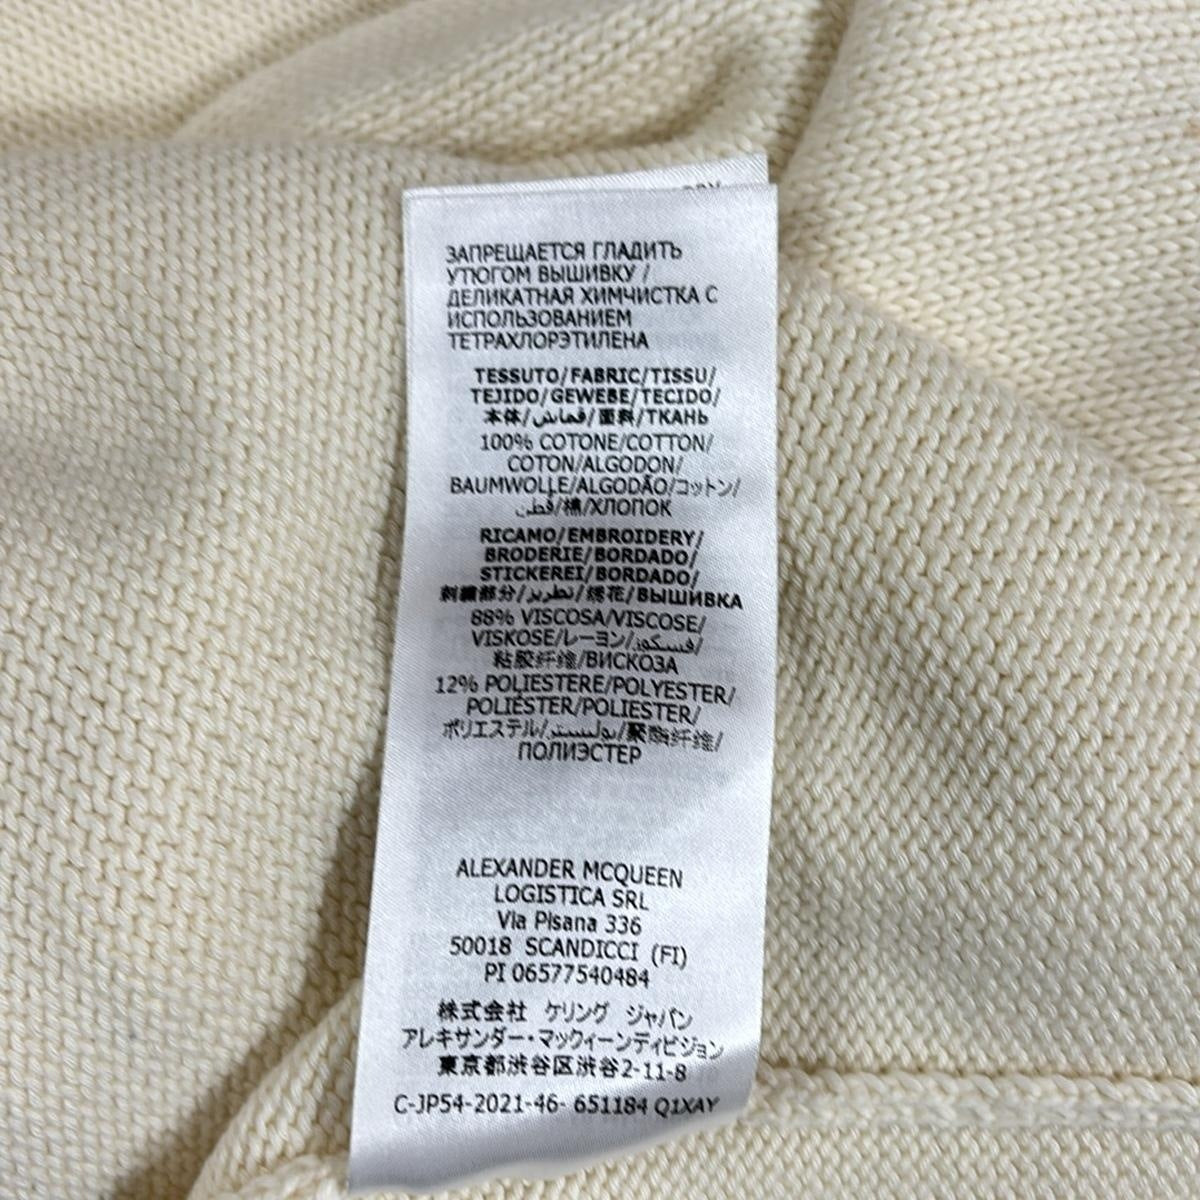 ЗАПРЕЩАЕТСЯ ГЛАДИТЬ
УТЮГОМ ВЫШИВКУ /
ДЕЛИКАТНАЯ ХИМЧИСТКА С
ИСПОЛЬЗОВАНИЕМ
ТЕТРАХЛОРЭТИЛЕНА
TESSUTO/FABRIC/TISSU/
TEJIDO/GEWEBE/TECIDO/
本体/قماش/面料/ТКАНЬ
100% COTONE/COTTON/
COTON/ALGODON/
BAUMWOLLE/ALGODÃO/コットン/
قطن/棉/ХЛОПОК
RICAMO/EMBROIDERY/
BRODERIE/BORDADO/
STICKEREI/BORDADO/
刺繍部分/تطريز/绣花/ВЫШИВКА
88% VISCOSA/VISCOSE/
VISKOSE/レーヨン/فسكوز/
粘胶纤维/ВИСКОЗА
12% POLIESTERE/POLYESTER/
POLIÉSTER/POLIESTER/
ポリエステル/بوليستر/聚酯纤维/
ПОЛИЭСТЕР
ALEXANDER MCQUEEN
LOGISTICA SRL
Via Pisana 336
50018 SCANDICCI (FI)
PI 06577540484
株式会社 ケリング ジャパン
アレキサンダー・マックイーンディビジョン
東京都渋谷区渋谷2-11-8
C-JP54-2021-46- 651184 Q1XAY